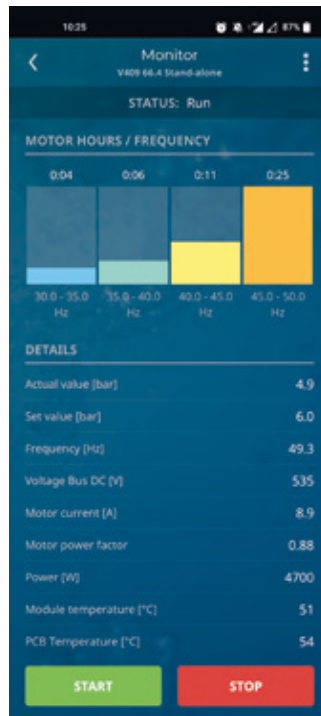 10:25
87%
Monitor
V409 66.4 Stand-alone
STATUS: Run
MOTOR HOURS / FREQUENCY
0:04 0:06 0:11 0:25
30.0 - 35.0 35.0 - 40.0 40.0 - 45.0 45.0 - 50.0
Hz Hz Hz Hz
DETAILS
Actual value [bar] 4.9
Set value [bar] 6.0
Frequency [Hz] 49.3
Voltage Bus DC [V] 535
Motor current [A] 8.9
Motor power factor 0.88
Power [W] 4700
Module temperature [°C] 51
PCB Temperature [°C] 54
START STOP